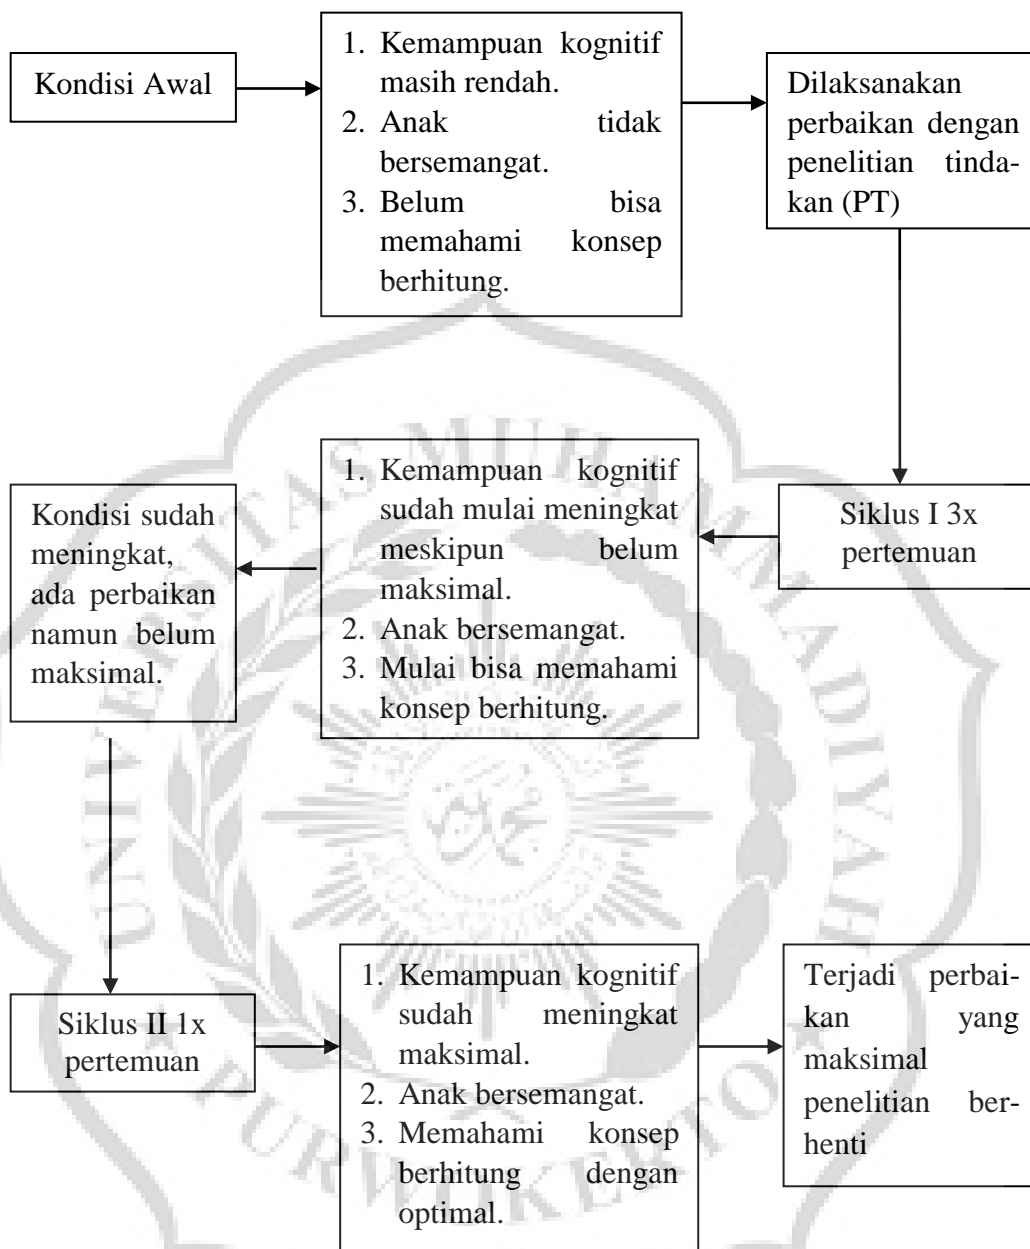 Kondisi Awal
1. Kemampuan kognitif
masih rendah.
2. Anak tidak
bersemangat.
3. Belum bisa
memahami konsep
berhitung.
Dilaksanakan
perbaikan dengan
penelitian tinda-
kan (PT)
Siklus I 3x
pertemuan
1. Kemampuan kognitif
sudah mulai meningkat
meskipun belum
maksimal.
2. Anak bersemangat.
3. Mulai bisa memahami
konsep berhitung.
Kondisi sudah
meningkat,
ada perbaikan
namun belum
maksimal.
Siklus II 1x
pertemuan
1. Kemampuan kognitif
sudah meningkat
maksimal.
2. Anak bersemangat.
3. Memahami konsep
berhitung dengan
optimal.
Terjadi perbai-
kan yang
maksimal
penelitian ber-
henti
UNIVERSITAS MUHAMMADIYAH
PURWOKERTO